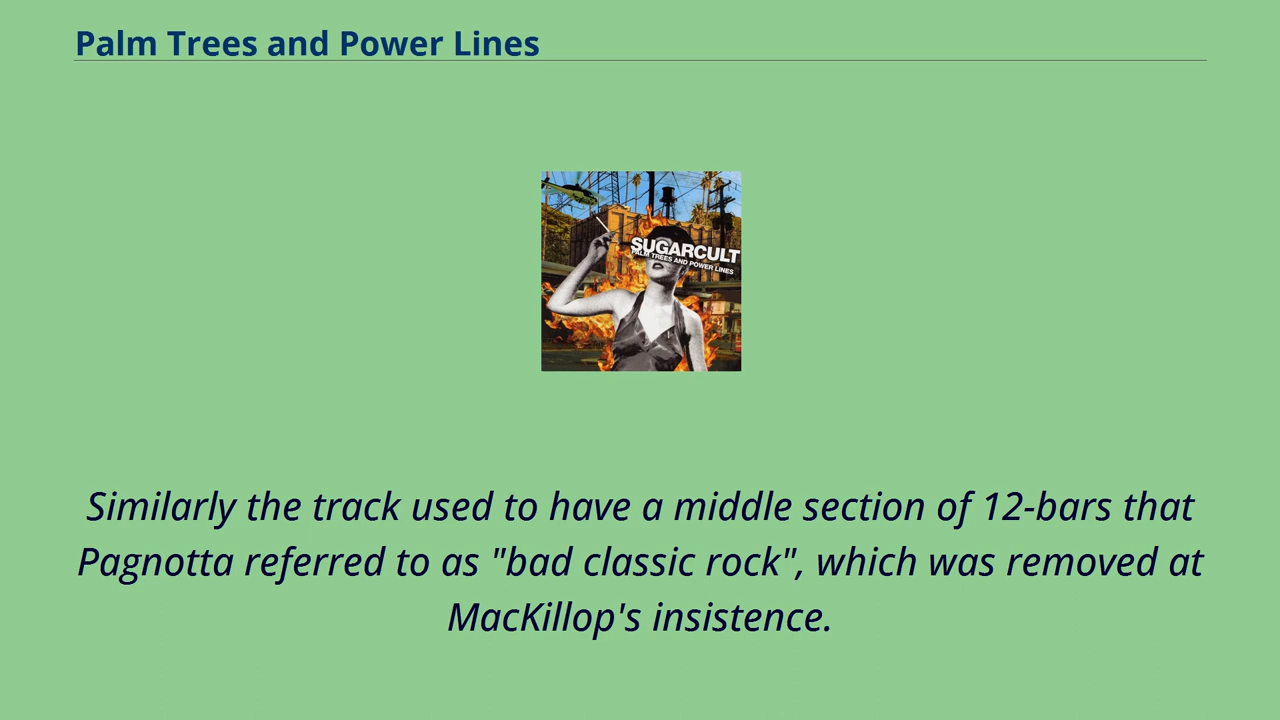 Palm Trees and Power Lines
SUGARCULT
PALM TREES AND POWER LINES
Similarly the track used to have a middle section of 12-bars that
Pagnotta referred to as "bad classic rock", which was removed at
MacKillop's insistence.